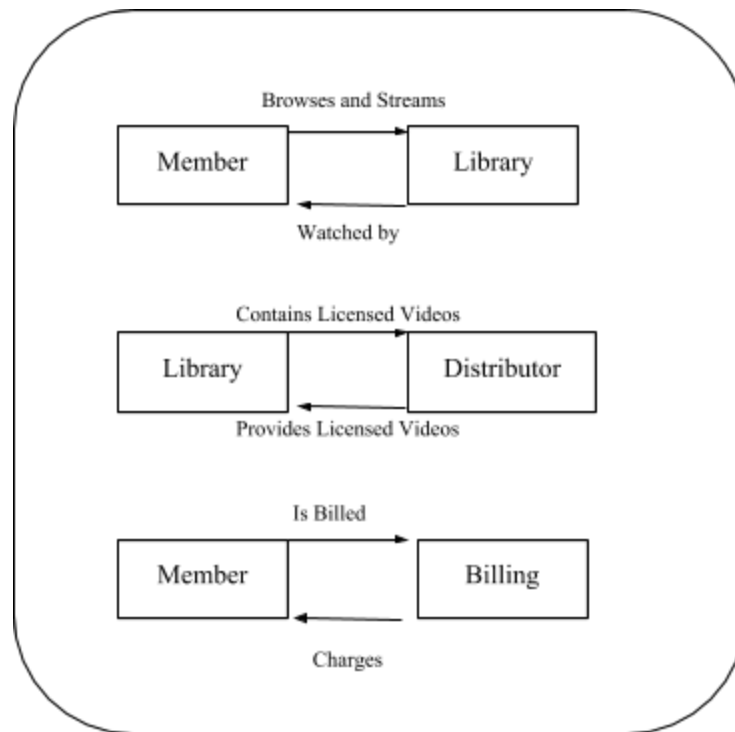 Browses and Streams
Member
Library
Watched by
Contains Licensed Videos
Library
Distributor
Provides Licensed Videos
Is Billed
Member
Billing
Charges